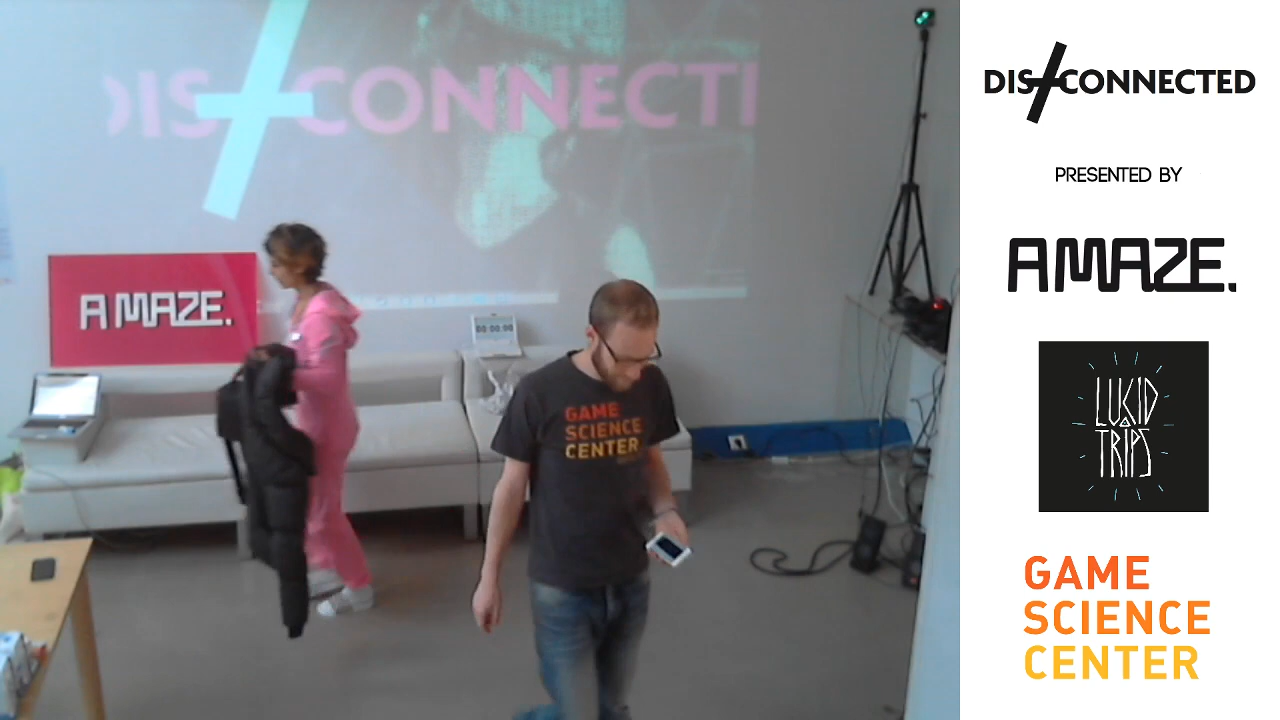 DIS+CONNECTI
A MAZE.
00:00:00
GAME
SCIENCE
CENTER
DIS+CONNECTED
PRESENTED BY
A MAZE.
LUCID
TRIPS
GAME
SCIENCE
CENTER